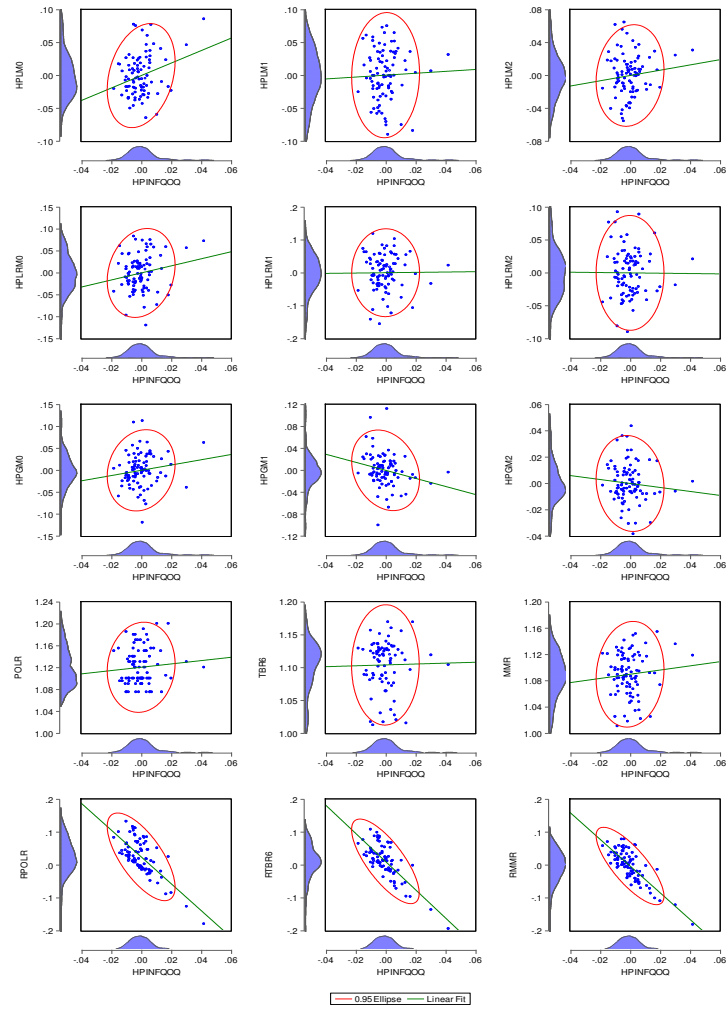 HPLM0
.10
.05
.00
-.05
-.10
-.04 -.02 .00 .02 .04 .06
HPINFQOQ
HPLM1
.10
.05
.00
-.05
-.10
-.04 -.02 .00 .02 .04 .06
HPINFQOQ
HPLM2
.08
.04
.00
-.04
-.08
-.04 -.02 .00 .02 .04 .06
HPINFQOQ
HPLRM0
.15
.10
.05
.00
-.05
-.10
-.15
-.04 -.02 .00 .02 .04 .06
HPINFQOQ
HPLRM1
.2
.1
.0
-.1
-.2
-.04 -.02 .00 .02 .04 .06
HPINFQOQ
HPLRM2
.10
.05
.00
-.05
-.10
-.04 -.02 .00 .02 .04 .06
HPINFQOQ
HPGM0
.15
.10
.05
.00
-.05
-.10
-.15
-.04 -.02 .00 .02 .04 .06
HPINFQOQ
HPGM1
.12
.08
.04
.00
-.04
-.08
-.12
-.04 -.02 .00 .02 .04 .06
HPINFQOQ
HPGM2
.06
.04
.02
.00
-.02
-.04
-.04 -.02 .00 .02 .04 .06
HPINFQOQ
POLR
1.24
1.20
1.16
1.12
1.08
1.04
1.00
-.04 -.02 .00 .02 .04 .06
HPINFQOQ
TBR6
1.20
1.15
1.10
1.05
1.00
-.04 -.02 .00 .02 .04 .06
HPINFQOQ
MMR
1.20
1.16
1.12
1.08
1.04
1.00
-.04 -.02 .00 .02 .04 .06
HPINFQOQ
RPOLR
.2
.1
.0
-.1
-.2
-.04 -.02 .00 .02 .04 .06
HPINFQOQ
RTBR6
.2
.1
.0
-.1
-.2
-.04 -.02 .00 .02 .04 .06
HPINFQOQ
RMMR
.2
.1
.0
-.1
-.2
-.04 -.02 .00 .02 .04 .06
HPINFQOQ
0.95 Ellipse Linear Fit